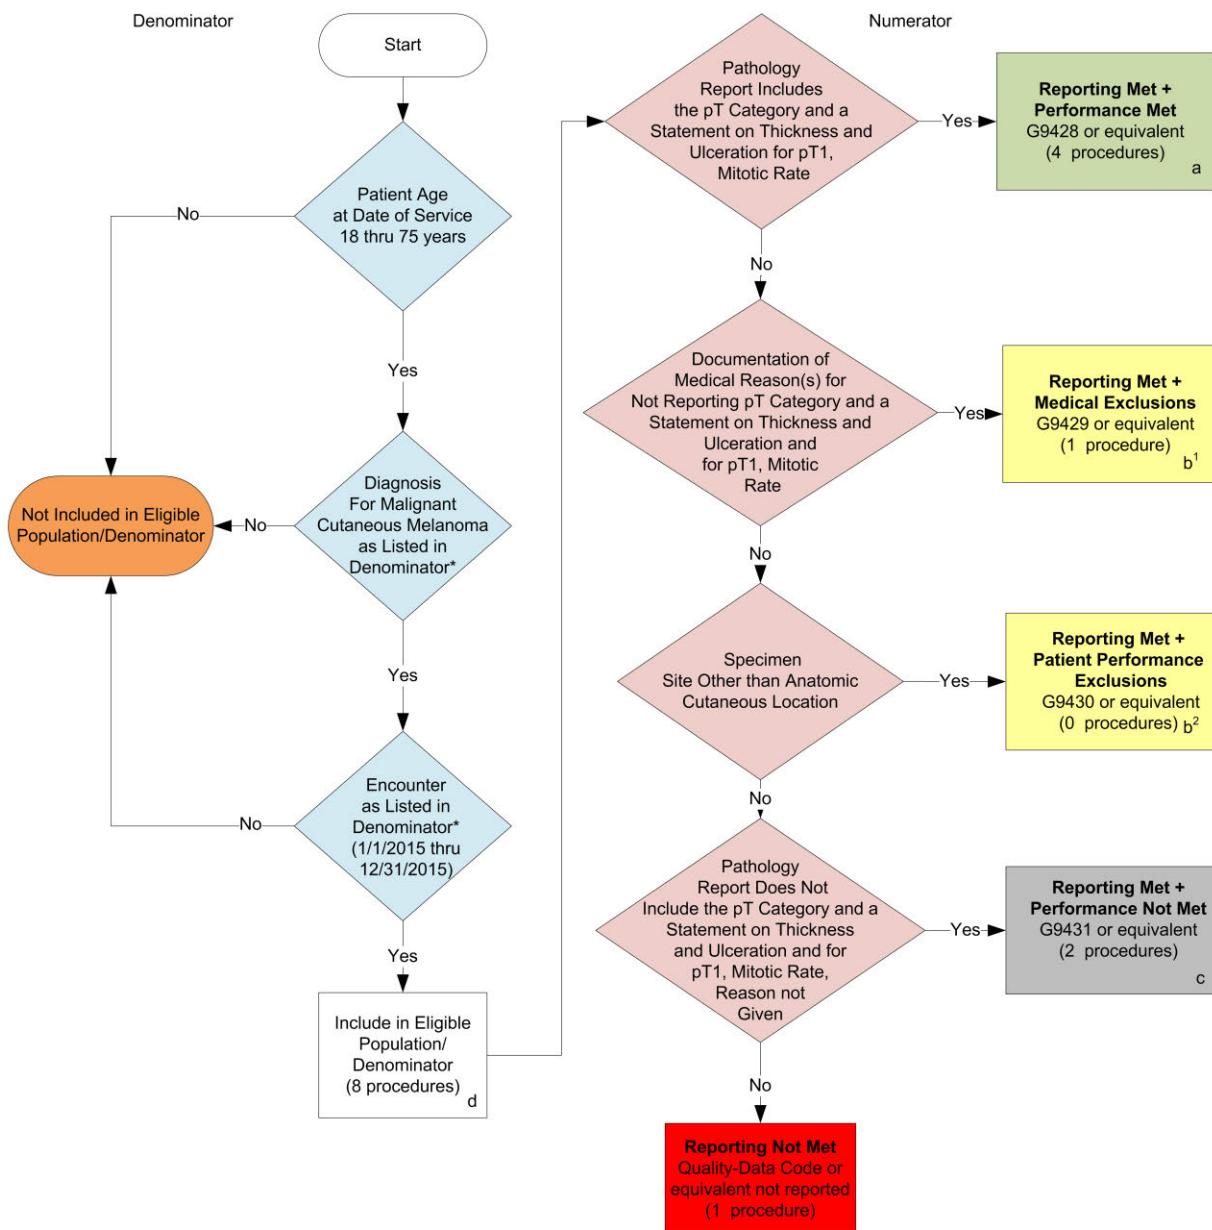 Denominator
Start
Patient Age
at Date of Service
18 thru 75 years
No
Yes
Diagnosis
For Malignant
Cutaneous Melanoma
as Listed in
Denominator*
No
Not Included in Eligible
Population/Denominator
Yes
Encounter
as Listed in
Denominator*
(1/1/2015 thru
12/31/2015)
No
Yes
Include in Eligible
Population/
Denominator
(8 procedures)
d
Numerator
Pathology
Report Includes
the pT Category and a
Statement on Thickness and
Ulceration for pT1,
Mitotic Rate
Yes
Reporting Met +
Performance Met
G9428 or equivalent
(4 procedures)
a
No
Documentation of
Medical Reason(s) for
Not Reporting pT Category and a
Statement on Thickness and
Ulceration and
for pT1, Mitotic
Rate
Yes
Reporting Met +
Medical Exclusions
G9429 or equivalent
(1 procedure)
b¹
No
Specimen
Site Other than Anatomic
Cutaneous Location
Yes
Reporting Met +
Patient Performance
Exclusions
G9430 or equivalent
(0 procedures) b²
No
Pathology
Report Does Not
Include the pT Category and a
Statement on Thickness
and Ulceration and for
pT1, Mitotic Rate,
Reason not
Given
Yes
Reporting Met +
Performance Not Met
G9431 or equivalent
(2 procedures)
c
No
Reporting Not Met
Quality-Data Code or
equivalent not reported
(1 procedure)